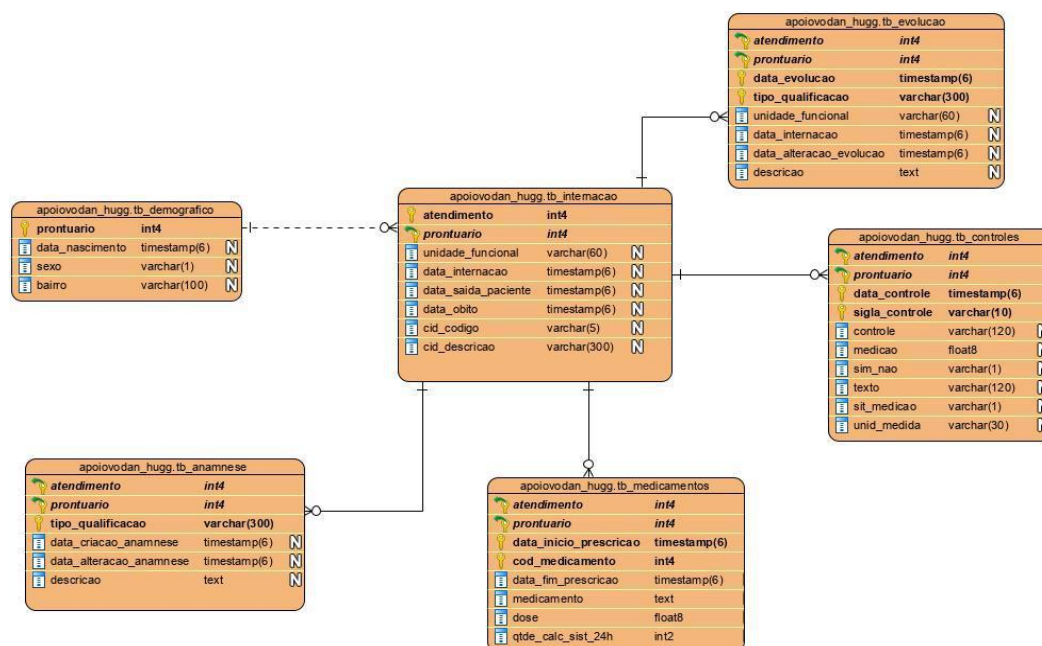 apoiovodan_hugg.tb_evolucao
atendimento int4
prontuario int4
data_evolucao timestamp(6)
tipo_qualificacao varchar(300)
unidade_funcional varchar(60) N
data_internacao timestamp(6) N
data_alteracao_evolucao timestamp(6) N
descricao text N
apoiovodan_hugg.tb_demografico
prontuario int4
data_nascimento timestamp(6) N
sexo varchar(1) N
bairro varchar(100) N
apoiovodan_hugg.tb_internacao
atendimento int4
prontuario int4
unidade_funcional varchar(60) N
data_internacao timestamp(6) N
data_saida_paciente timestamp(6) N
data_obito timestamp(6) N
cid_codigo varchar(5) N
cid_descricao varchar(300) N
apoiovodan_hugg.tb_controles
atendimento int4
prontuario int4
data_controle timestamp(6)
sigla_controle varchar(10)
controle varchar(120) N
medicao float8 N
sim_nao varchar(1) N
texto varchar(120) N
sit_medicao varchar(1) N
unid_medida varchar(30) N
apoiovodan_hugg.tb_anamnese
atendimento int4
prontuario int4
tipo_qualificacao varchar(300)
data_criacao_anamnese timestamp(6) N
data_alteracao_anamnese timestamp(6) N
descricao text N
apoiovodan_hugg.tb_medicamentos
atendimento int4
prontuario int4
data_inicio_prescricao timestamp(6)
cod_medicamento int4
data_fim_prescricao timestamp(6)
medicamento text
dose float8
qtde_calc_sist_24h int2